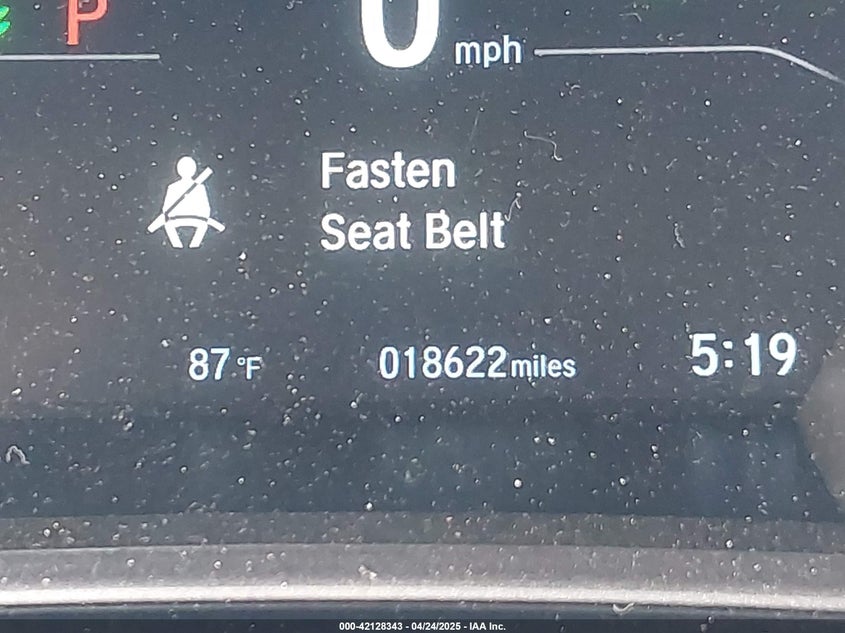 P
0 mph
Fasten
Seat Belt
87 °F 018622 miles 5:19
000-42128343 - 04/24/2025 - IAA Inc.